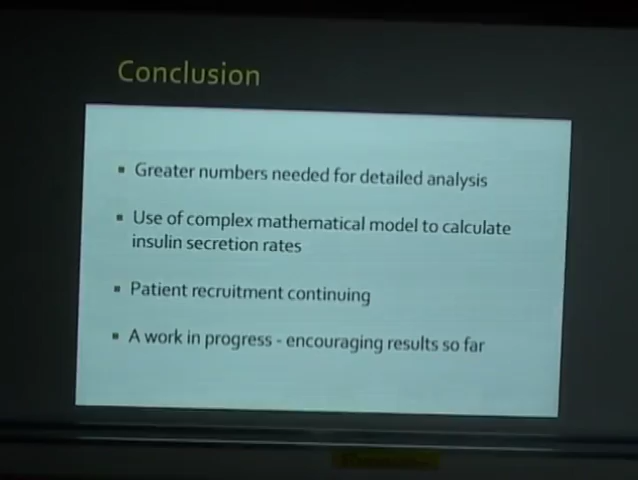 Conclusion
▪ Greater numbers needed for detailed analysis
▪ Use of complex mathematical model to calculate
insulin secretion rates
▪ Patient recruitment continuing
▪ A work in progress - encouraging results so far